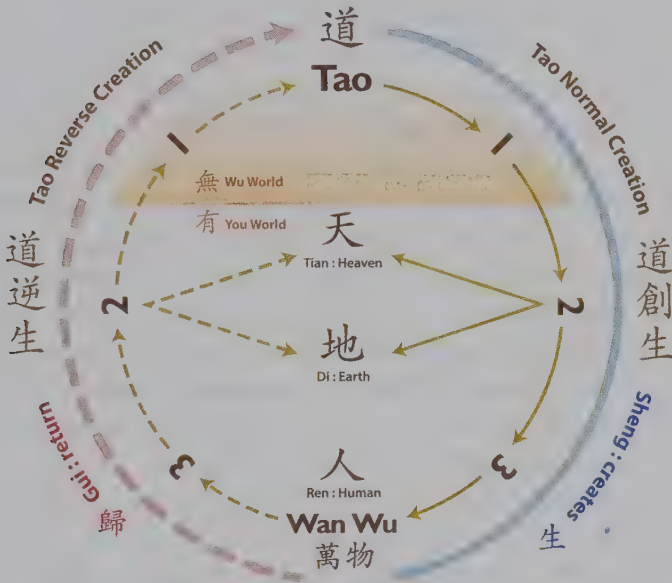 道
Tao
Tao Reverse Creation
Tao Normal Creation
1
1
無 Wu World
有 You World
天
Tian : Heaven
道逆生
2
2
道創生
地
Di : Earth
Gui : return
歸
3
3
Sheng : creates
生
人
Ren : Human
Wan Wu
萬物